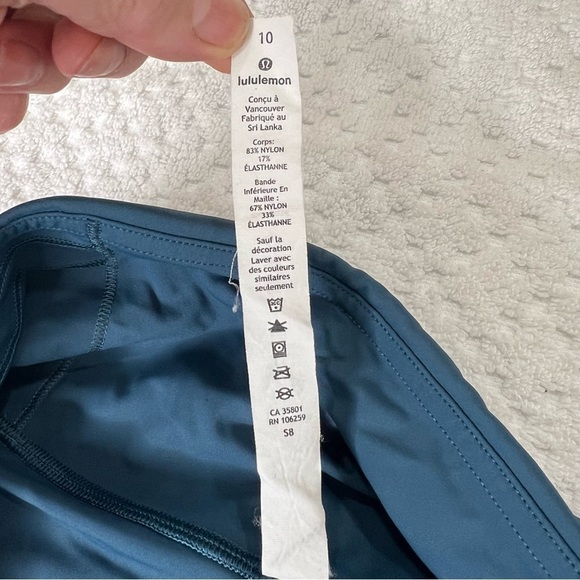 10
lululemon
Conçu à
Vancouver
Fabriqué au
Sri Lanka
Corps:
83% NYLON
17%
ÉLASTHANNE
Bande
Inférieure En
Maille :
67% NYLON
33%
ÉLASTHANNE
Sauf la
décoration
Laver avec
des couleurs
similaires
seulement
CA 35801
RN 106259
S8